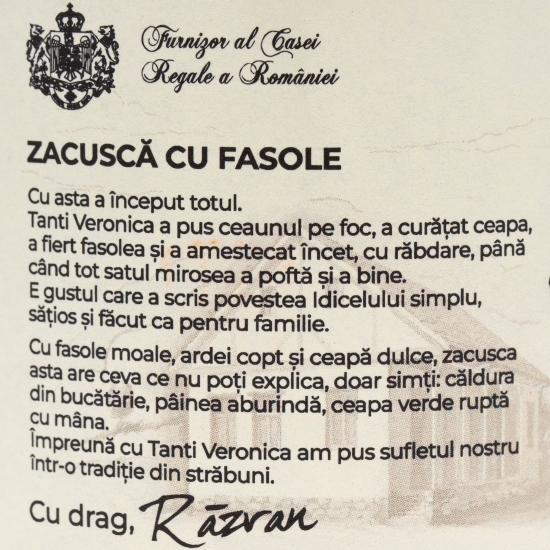 Furnizor al Casei
Regale a României
ZACUSCĂ CU FASOLE
Cu asta a început totul.
Tanti Veronica a pus ceaunul pe foc, a curățat ceapa,
a fiert fasolea și a amestecat încet, cu răbdare, până
când tot satul mirosea a poftă și a bine.
E gustul care a scris povestea Idicelului simplu,
sățios și făcut ca pentru familie.
Cu fasole moale, ardei copt și ceapă dulce, zacusca
asta are ceva ce nu poți explica, doar simți: căldura
din bucătărie, pâinea aburindă, ceapa verde ruptă
cu mâna.
Împreună cu Tanti Veronica am pus sufletul nostru
într-o tradiție din străbuni.
Cu drag, Răzvan